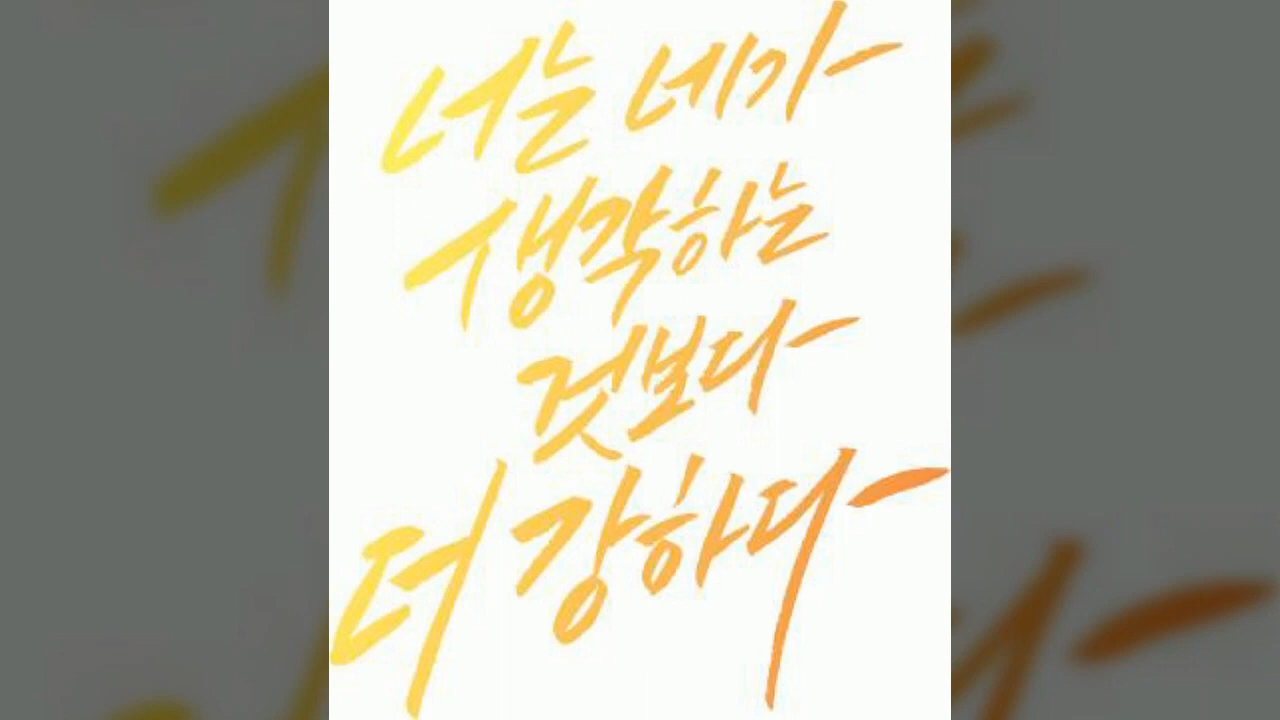 너는 네가
생각하는
것보다
더 강하다